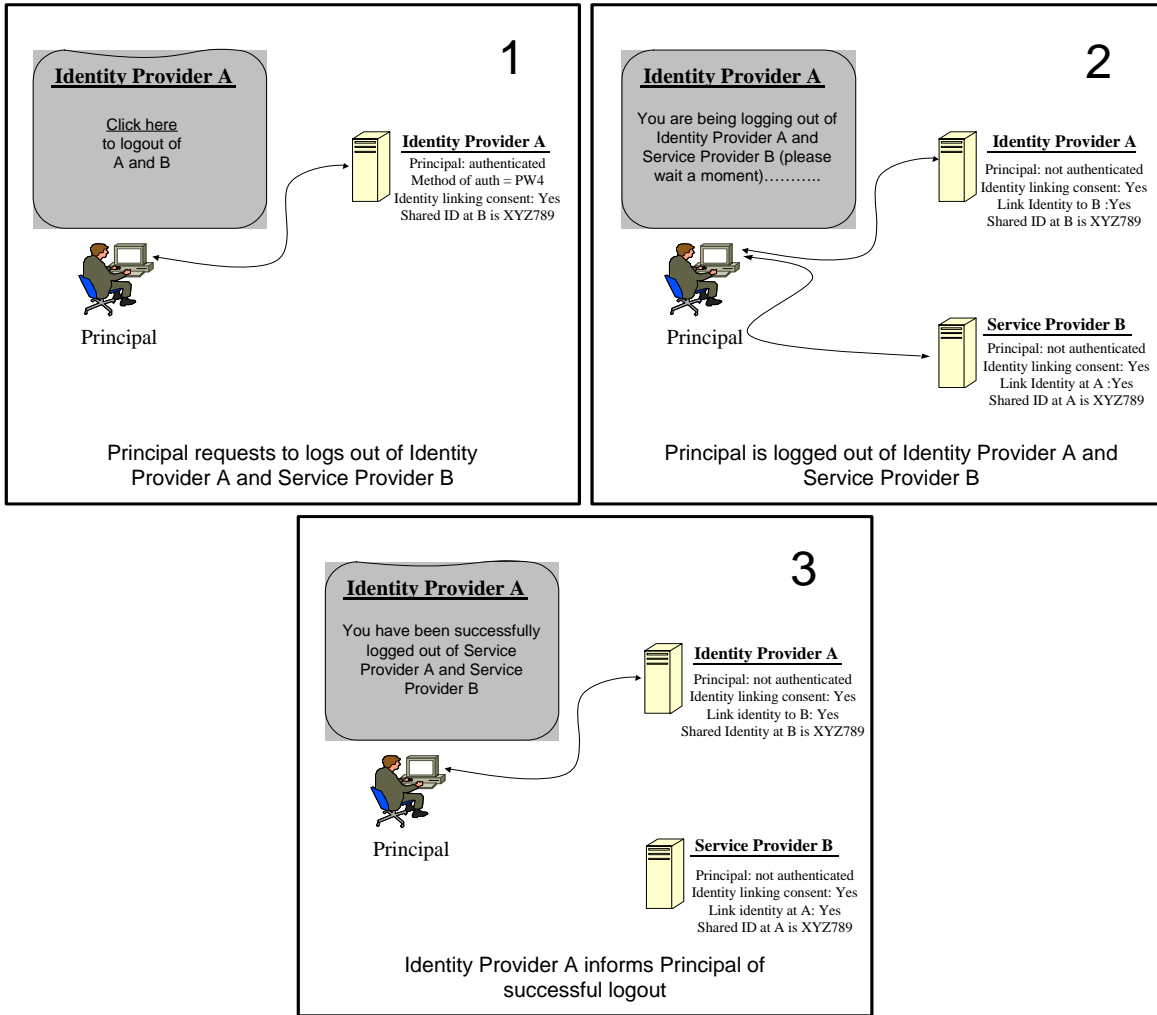 1
Identity Provider A
Click here
to logout of
A and B
Identity Provider A
Principal: authenticated
Method of auth = PW4
Identity linking consent: Yes
Shared ID at B is XYZ789
Principal
Principal requests to logs out of Identity
Provider A and Service Provider B
2
Identity Provider A
You are being logging out of
Identity Provider A and
Service Provider B (please
wait a moment)………..
Identity Provider A
Principal: not authenticated
Identity linking consent: Yes
Link Identity to B :Yes
Shared ID at B is XYZ789
Principal
Service Provider B
Principal: not authenticated
Identity linking consent: Yes
Link Identity at A :Yes
Shared ID at A is XYZ789
Principal is logged out of Identity Provider A and
Service Provider B
3
Identity Provider A
You have been successfully
logged out of Service
Provider A and Service
Provider B
Identity Provider A
Principal: not authenticated
Identity linking consent: Yes
Link identity to B: Yes
Shared Identity at B is XYZ789
Principal
Service Provider B
Principal: not authenticated
Identity linking consent: Yes
Link identity at A: Yes
Shared ID at A is XYZ789
Identity Provider A informs Principal of
successful logout